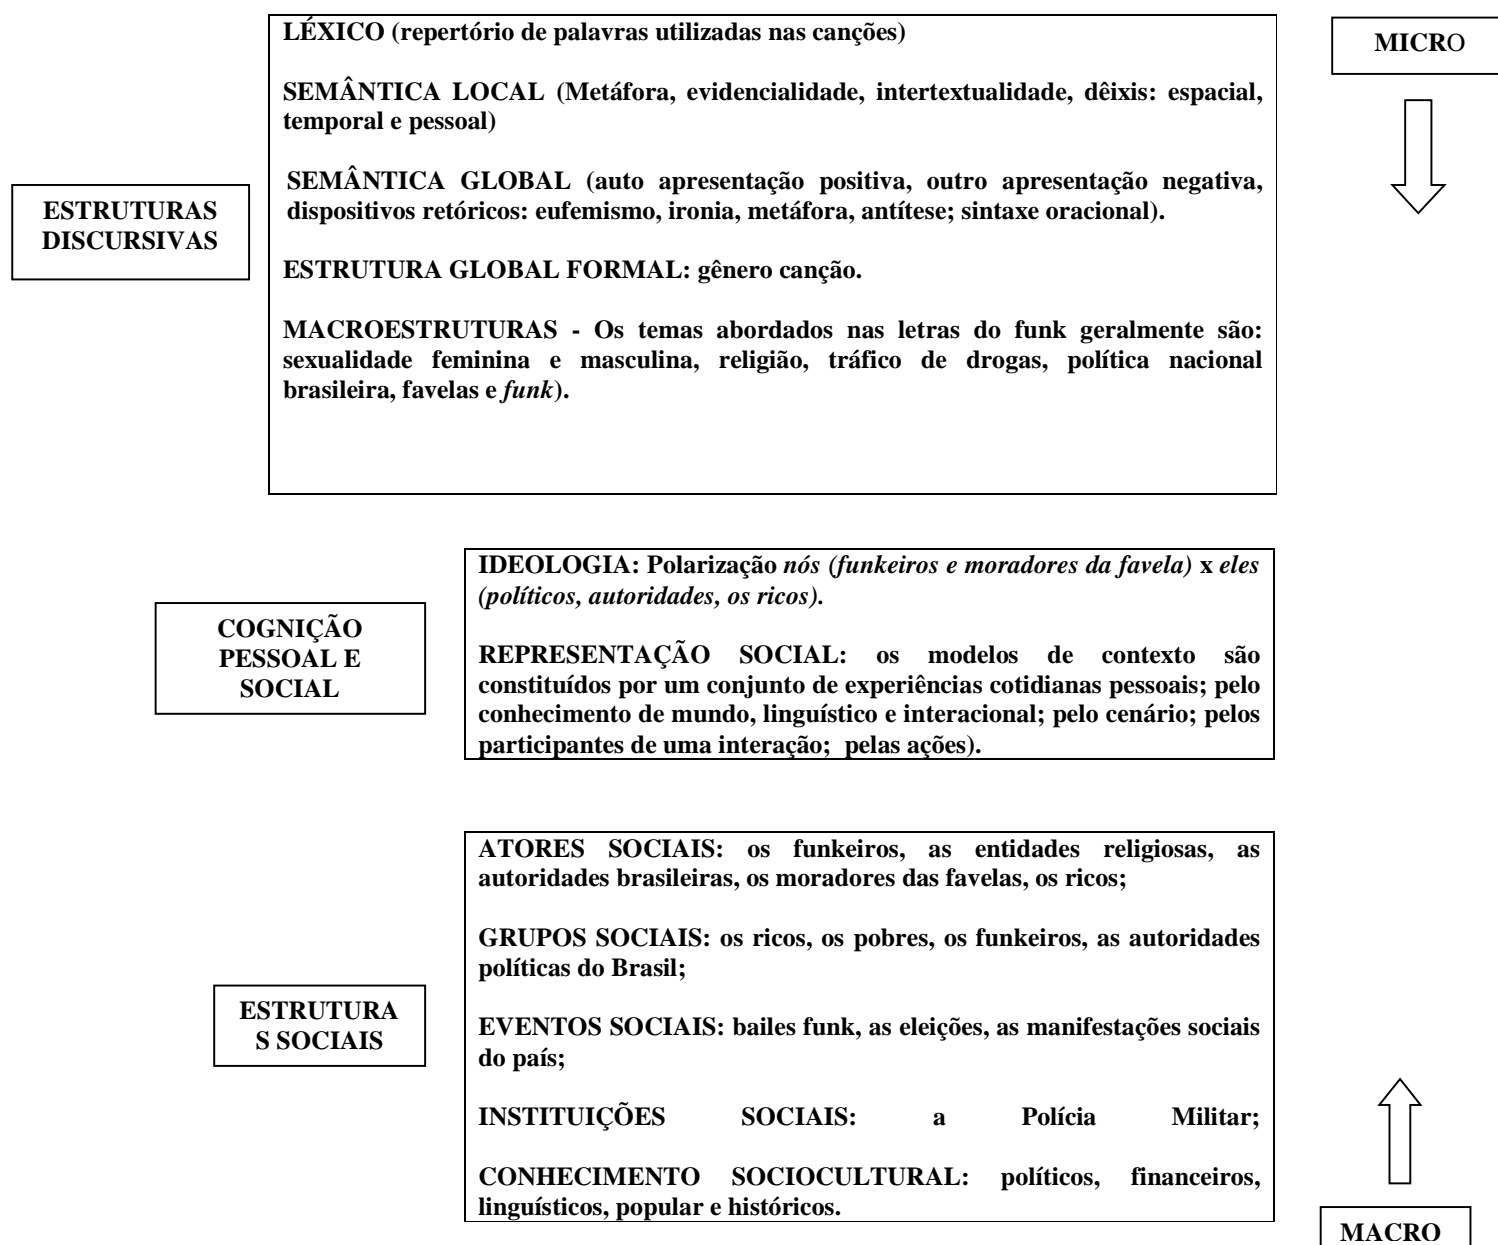 LÉXICO (repertório de palavras utilizadas nas canções)
MICRO
SEMÂNTICA LOCAL (Metáfora, evidencialidade, intertextualidade, dêixis: espacial,
temporal e pessoal)
ESTRUTURAS
DISCURSIVAS
SEMÂNTICA GLOBAL (auto apresentação positiva, outro apresentação negativa,
dispositivos retóricos: eufemismo, ironia, metáfora, antítese; sintaxe oracional).
ESTRUTURA GLOBAL FORMAL: gênero canção.
MACROESTRUTURAS - Os temas abordados nas letras do funk geralmente são:
sexualidade feminina e masculina, religião, tráfico de drogas, política nacional
brasileira, favelas e funk).
COGNIÇÃO
PESSOAL E
SOCIAL
IDEOLOGIA: Polarização nós (funkeiros e moradores da favela) x eles
(políticos, autoridades, os ricos).
REPRESENTAÇÃO SOCIAL: os modelos de contexto são
constituídos por um conjunto de experiências cotidianas pessoais; pelo
conhecimento de mundo, linguístico e interacional; pelo cenário; pelos
participantes de uma interação; pelas ações).
ESTRUTURA
S SOCIAIS
ATORES SOCIAIS: os funkeiros, as entidades religiosas, as
autoridades brasileiras, os moradores das favelas, os ricos;
GRUPOS SOCIAIS: os ricos, os pobres, os funkeiros, as autoridades
políticas do Brasil;
EVENTOS SOCIAIS: bailes funk, as eleições, as manifestações sociais
do país;
INSTITUIÇÕES SOCIAIS: a Polícia Militar;
CONHECIMENTO SOCIOCULTURAL: políticos, financeiros,
linguísticos, popular e históricos.
MACRO